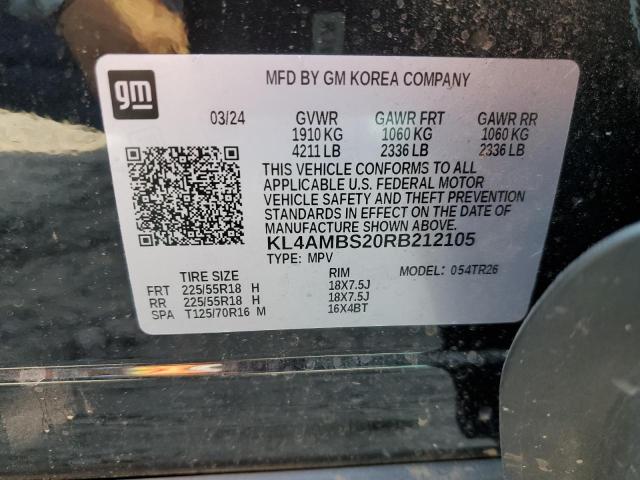 gm
MFD BY GM KOREA COMPANY
03/24 GVWR GAWR FRT GAWR RR
1910 KG 1060 KG 1060 KG
4211 LB 2336 LB 2336 LB
THIS VEHICLE CONFORMS TO ALL
APPLICABLE U.S. FEDERAL MOTOR
VEHICLE SAFETY AND THEFT PREVENTION
STANDARDS IN EFFECT ON THE DATE OF
MANUFACTURE SHOWN ABOVE.
KL4AMBS20RB212105
TYPE: MPV MODEL: 054TR26
TIRE SIZE RIM
FRT 225/55R18 H 18X7.5J
RR 225/55R18 H 18X7.5J
SPA T125/70R16 M 16X4BT